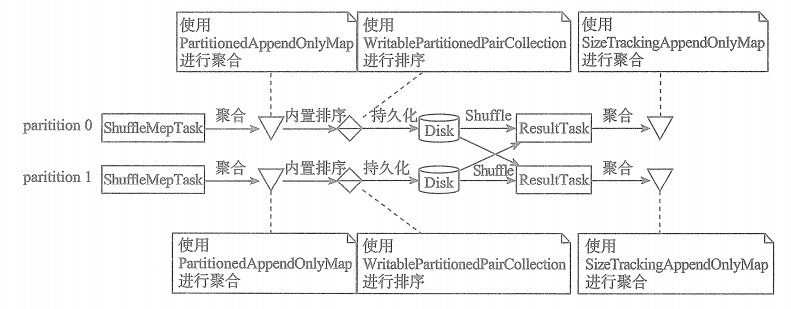 使用
PartitionedAppendOnlyMap
进行聚合
使用
WritablePartitionedPairCollection
进行排序
使用
SizeTrackingAppendOnlyMap
进行聚合
paritition 0
ShuffleMepTask
聚合
内置排序
持久化
Disk
Shuffle
ResultTask
聚合
paritition 1
ShuffleMepTask
聚合
内置排序
持久化
Disk
Shuffle
ResultTask
聚合
使用
PartitionedAppendOnlyMap
进行聚合
使用
WritablePartitionedPairCollection
进行排序
使用
SizeTrackingAppendOnlyMap
进行聚合